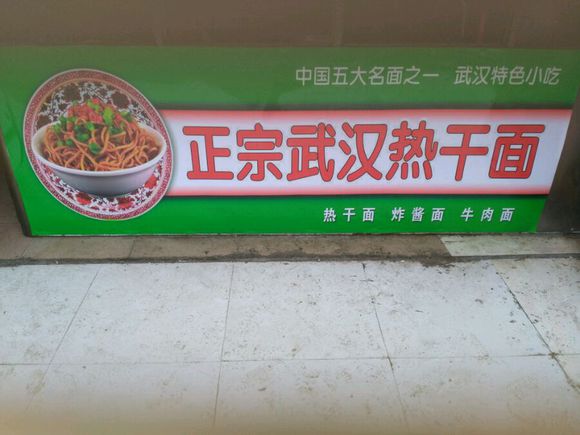 中国五大名面之一 武汉特色小吃
正宗武汉热干面
热干面 炸酱面 牛肉面